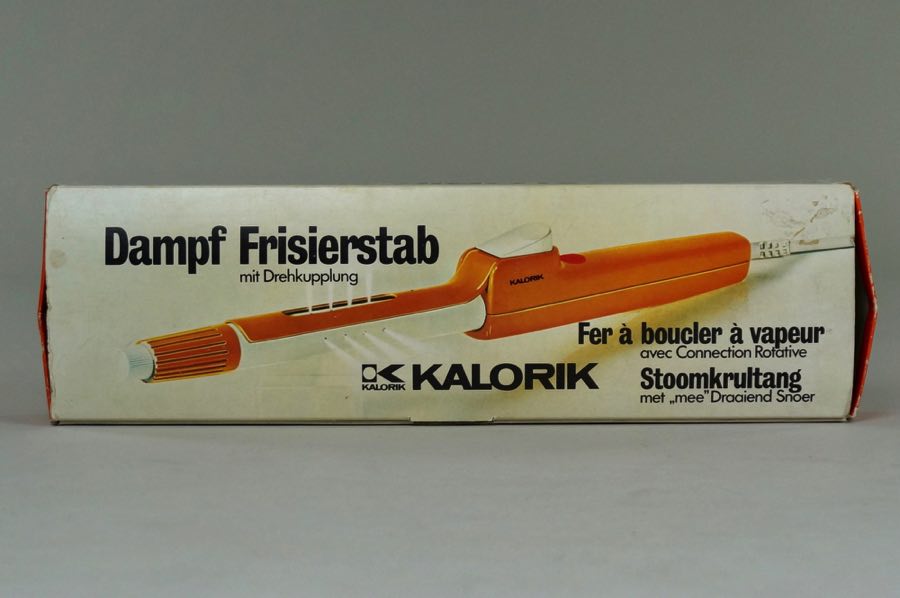 Dampf Frisierstab
mit Drehkupplung
KALORIK
Fer à boucler à vapeur
avec Connection Rotative
KALORIK
KALORIK
Stoomkrultang
met „mee” Draaiend Snoer